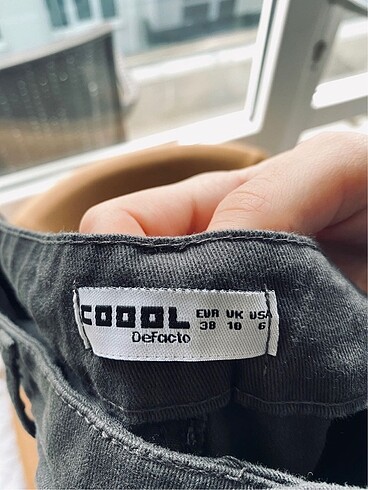 COOOL
DeFacto
EUR UK USA
38 10 6